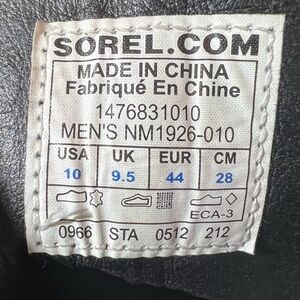 SOREL.COM
MADE IN CHINA
Fabriqué En Chine
1476831010
MEN'S NM1926-010
USA UK EUR CM
10 9.5 44 28
ECA-3
0966 STA 0512 212